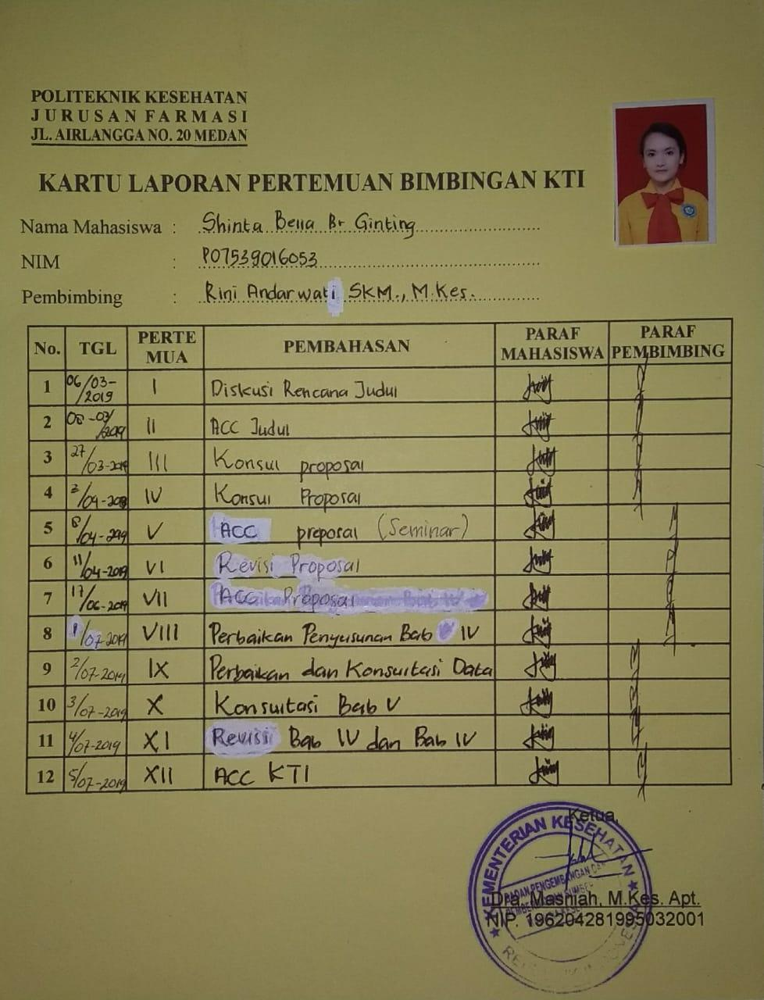 POLITEKNIK KESEHATAN
JURUSAN FARMASI
JL. AIRLANGGA NO. 20 MEDAN
KARTU LAPORAN PERTEMUAN BIMBINGAN KTI
Nama Mahasiswa : Shinta Bella Br Ginting
NIM : P07539016053
Pembimbing : Rini Andarwati SKM., M.Kes.
No. TGL PERTE MUA PEMBAHASAN PARAF MAHASISWA PARAF PEMBIMBING
1 06/03-2019 I Diskusi Rencana Judul
2 08-03/2019 II ACC Judul
3 27/03-2019 III Konsul proposal
4 3/04-2019 IV Konsul Proposal
5 8/04-2019 V ACC preposal (Seminar)
6 11/04-2019 VI Revisi Proposal
7 17/06-2019 VII ACC Proposal
8 1/07-2019 VIII Perbaikan Penyusunan Bab IV
9 2/07-2019 IX Perbaikan dan Konsultasi Data
10 3/07-2019 X Konsultasi Bab V
11 4/07-2019 XI Revisi Bab IV dan Bab IV
12 5/07-2019 XII ACC KTI
Ketua,
KEMENTERIAN KESEHATAN
BADAN PENGEMBANGAN DAN
Dra. Masniah, M.Kes. Apt.
NIP. 196204281995032001